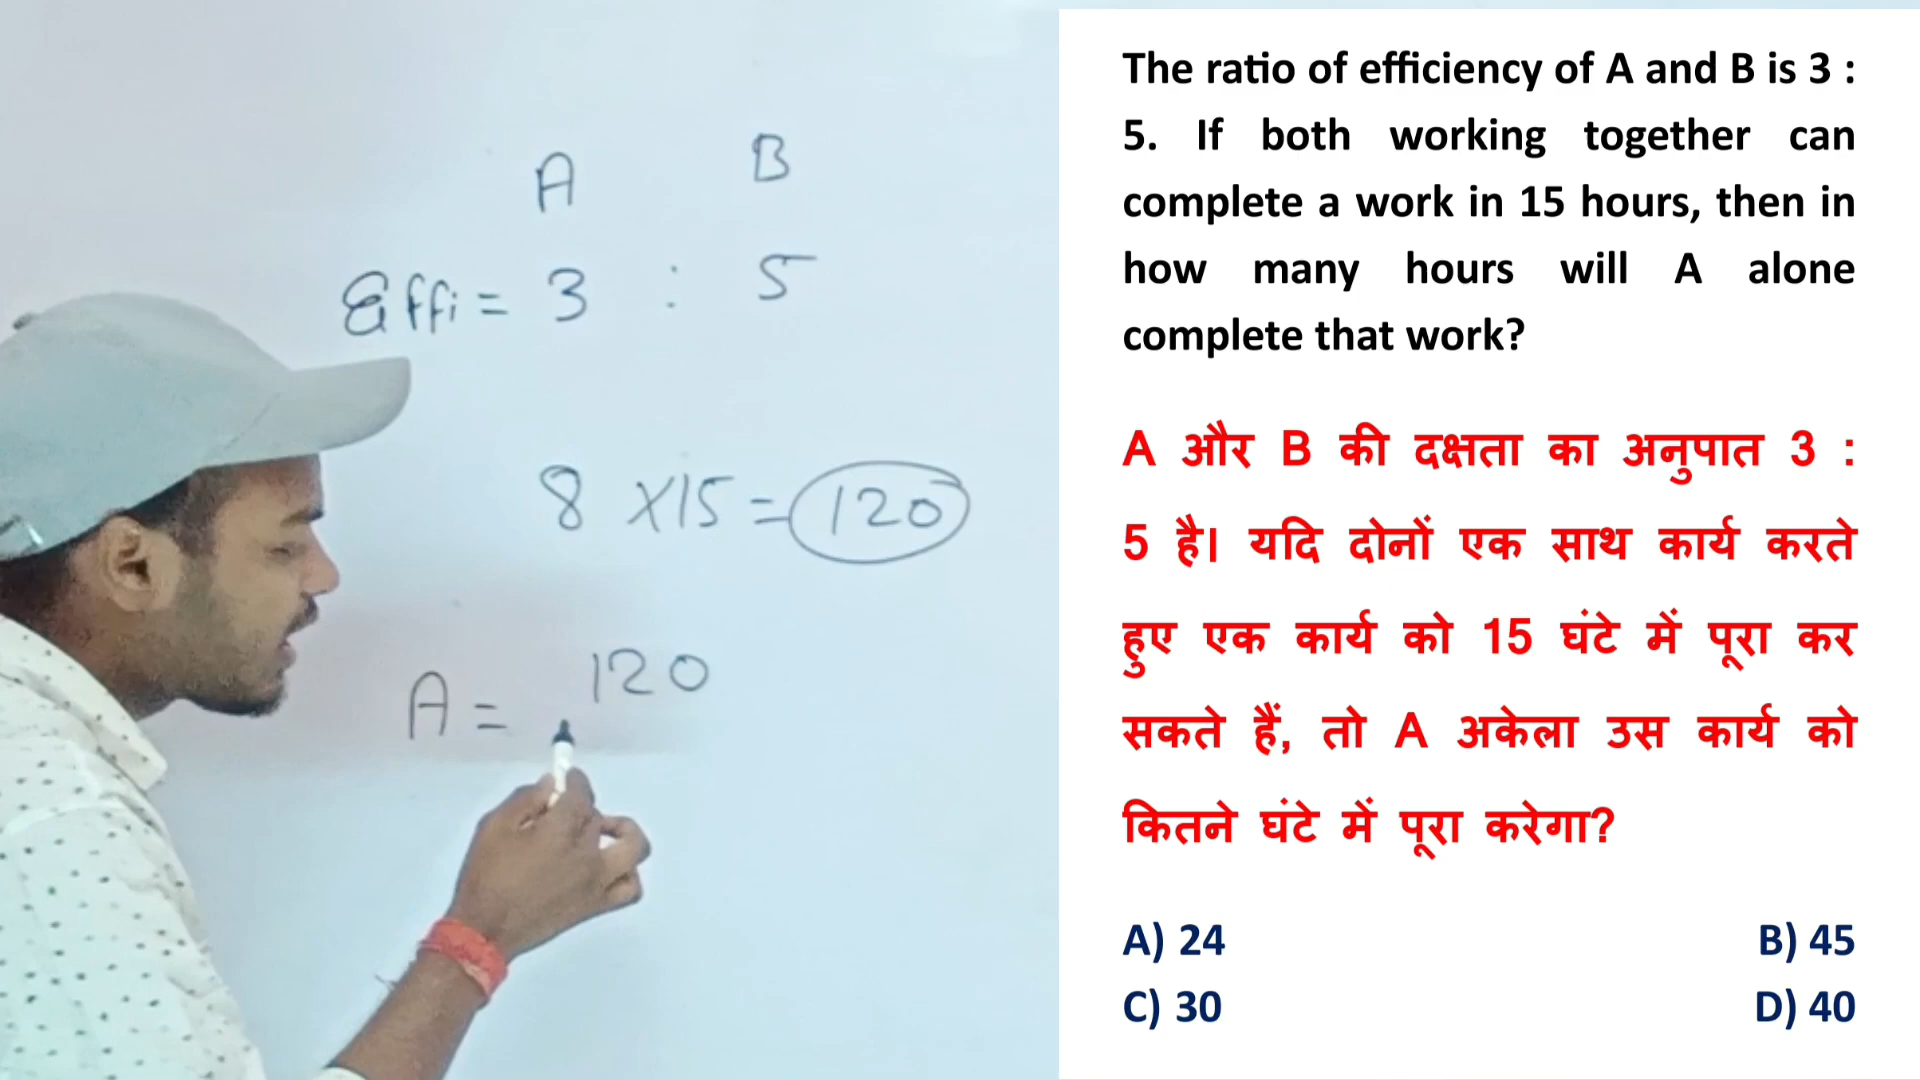 A B
Effi = 3 : 5
8 X15 = 120
A = 120
The ratio of efficiency of A and B is 3 :
5. If both working together can
complete a work in 15 hours, then in
how many hours will A alone
complete that work?
A और B की दक्षता का अनुपात 3 :
5 है। यदि दोनों एक साथ कार्य करते
हुए एक कार्य को 15 घंटे में पूरा कर
सकते हैं, तो A अकेला उस कार्य को
कितने घंटे में पूरा करेगा?
A) 24 B) 45
C) 30 D) 40